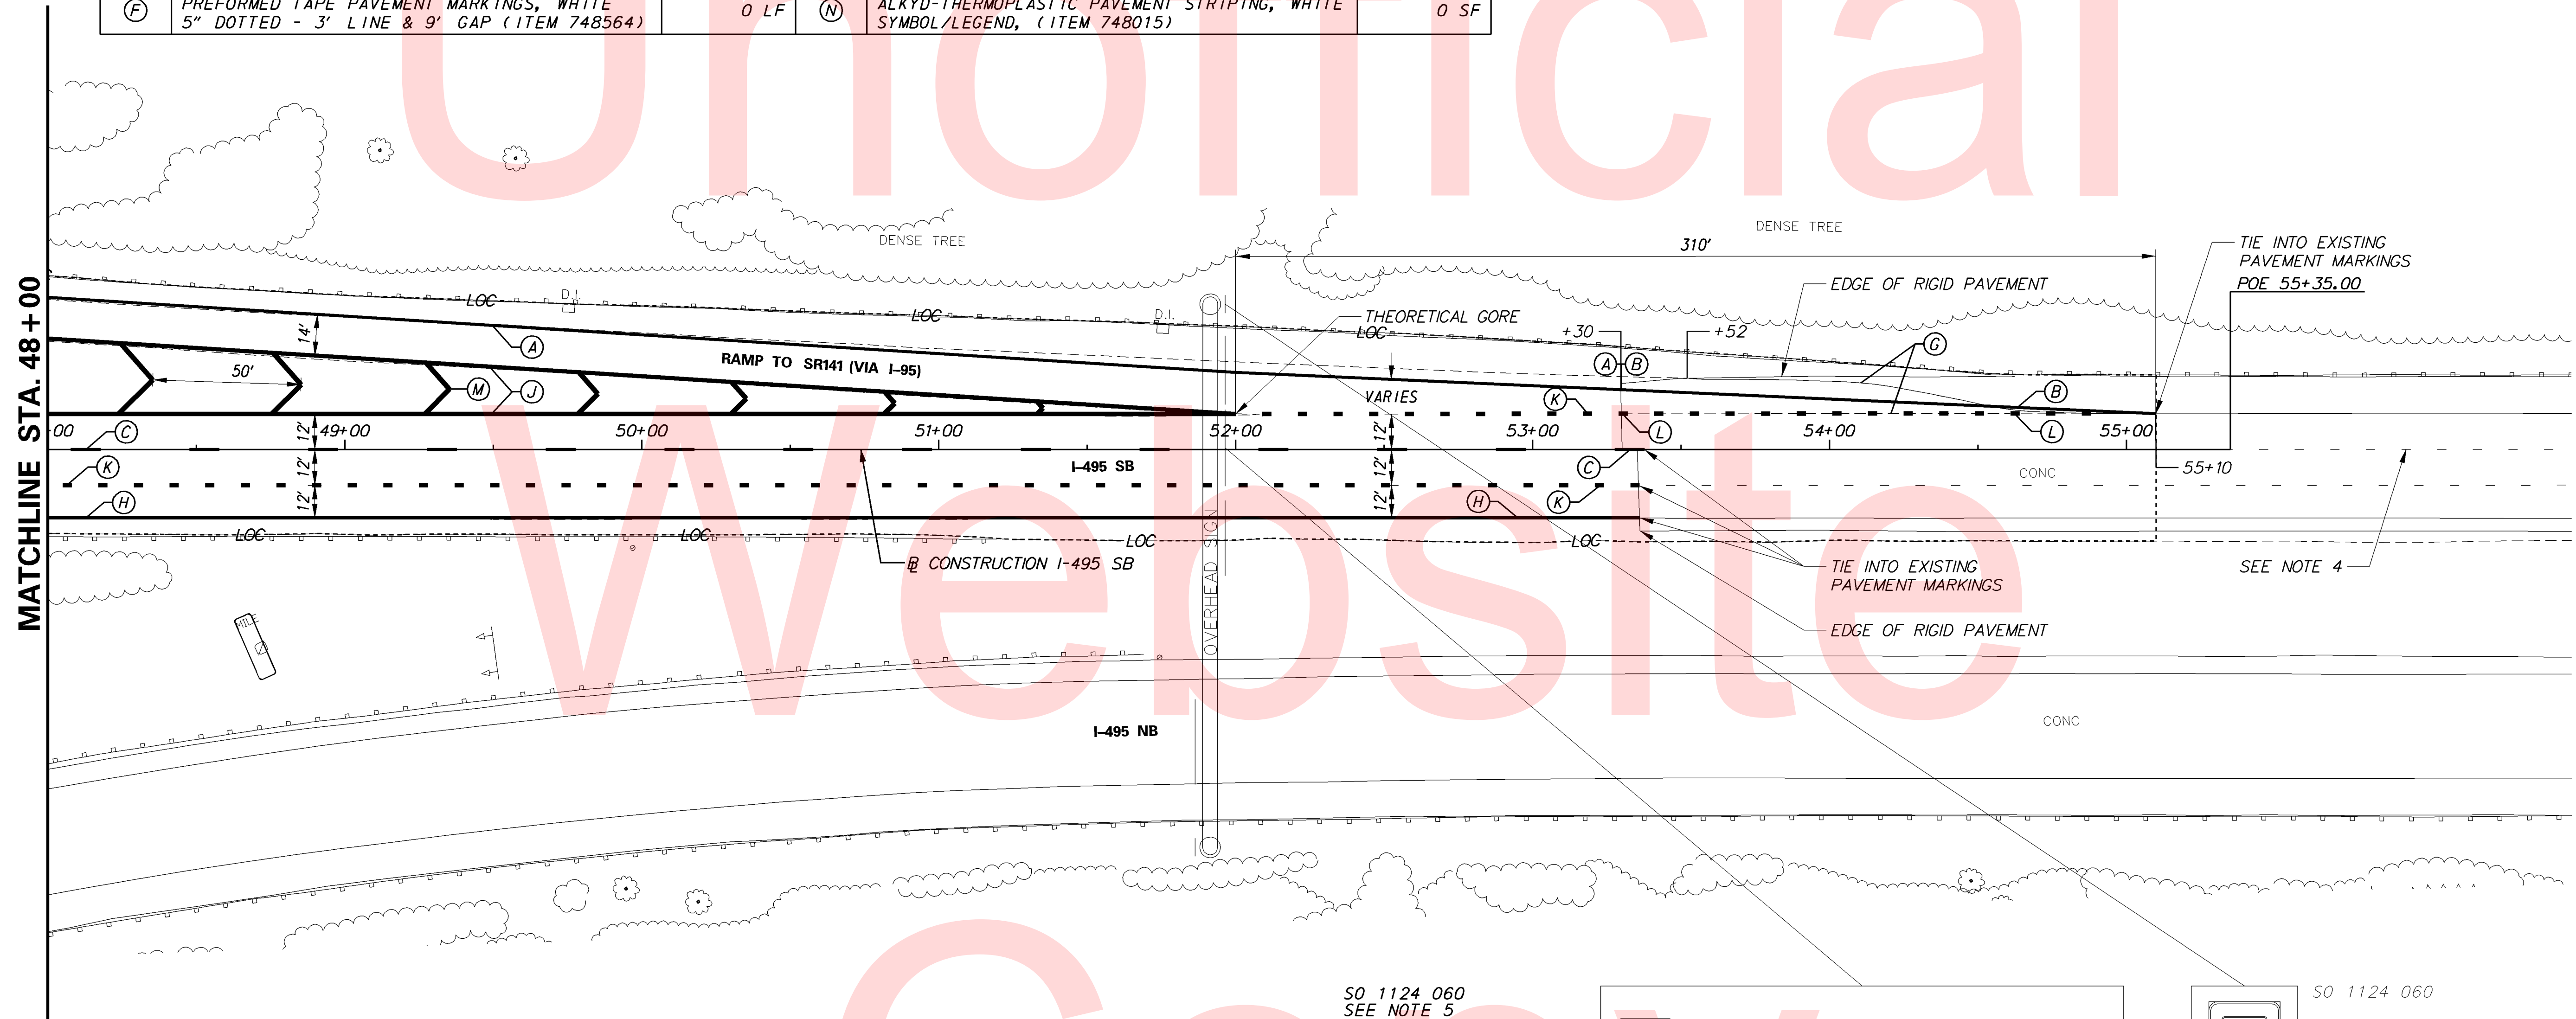 F
PREFORMED TAPE PAVEMENT MARKINGS, WHITE
5" DOTTED - 3' LINE & 9' GAP (ITEM 748564)
0 LF
N
ALKYD-THERMOPLASTIC PAVEMENT STRIPING, WHITE
SYMBOL/LEGEND, (ITEM 748015)
0 SF
Unofficial
Website
Copy
MATCHLINE STA. 48+00
DENSE TREE
DENSE TREE
310'
TIE INTO EXISTING
PAVEMENT MARKINGS
POE 55+35.00
EDGE OF RIGID PAVEMENT
LOC
D.I.
LOC
D.I.
THEORETICAL GORE
LOC
+30
+52
14'
A
RAMP TO SR141 (VIA I-95)
A
B
G
50'
M
J
VARIES
K
B
00
C
12'
49+00
50+00
51+00
52+00
12'
53+00
L
54+00
L
55+00
K
12'
I-495 SB
12'
C
CONC
55+10
H
12'
12'
H
K
LOC
LOC
LOC
LOC
BL CONSTRUCTION I-495 SB
OVERHEAD SIGN
TIE INTO EXISTING
PAVEMENT MARKINGS
SEE NOTE 4
MILE
EDGE OF RIGID PAVEMENT
I-495 NB
CONC
SO 1124 060
SEE NOTE 5
SO 1124 060